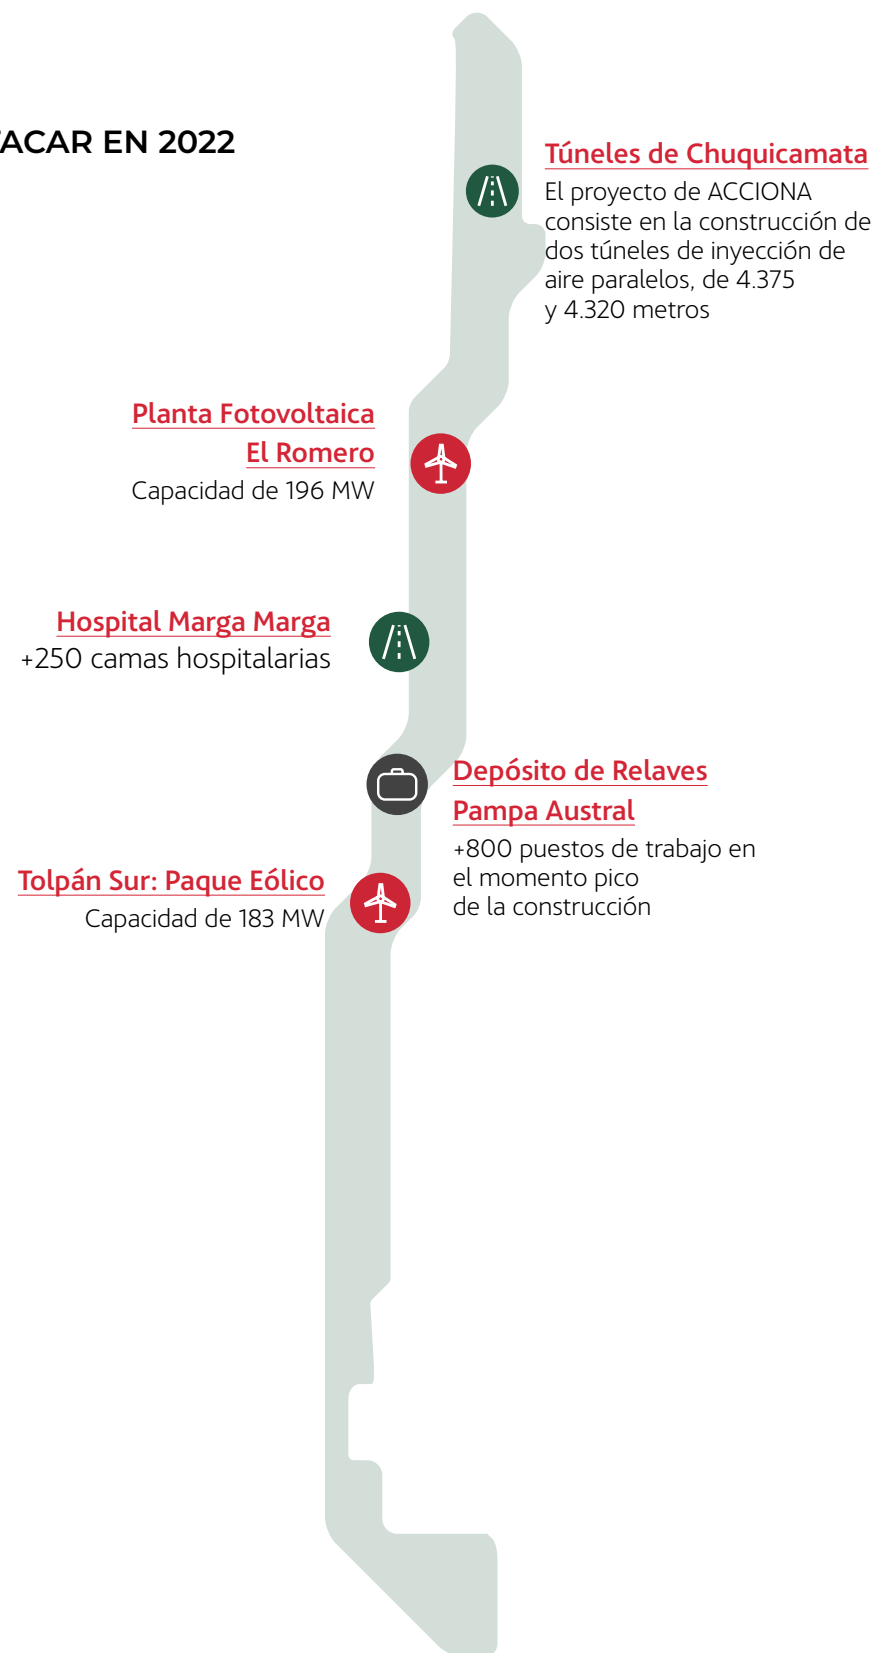 TACAR EN 2022
Túneles de Chuquicamata
El proyecto de ACCIONA
consiste en la construcción de
dos túneles de inyección de
aire paralelos, de 4.375
y 4.320 metros
Planta Fotovoltaica
El Romero
Capacidad de 196 MW
Hospital Marga Marga
+250 camas hospitalarias
Depósito de Relaves
Pampa Austral
+800 puestos de trabajo en
el momento pico
de la construcción
Tolpán Sur: Paque Eólico
Capacidad de 183 MW